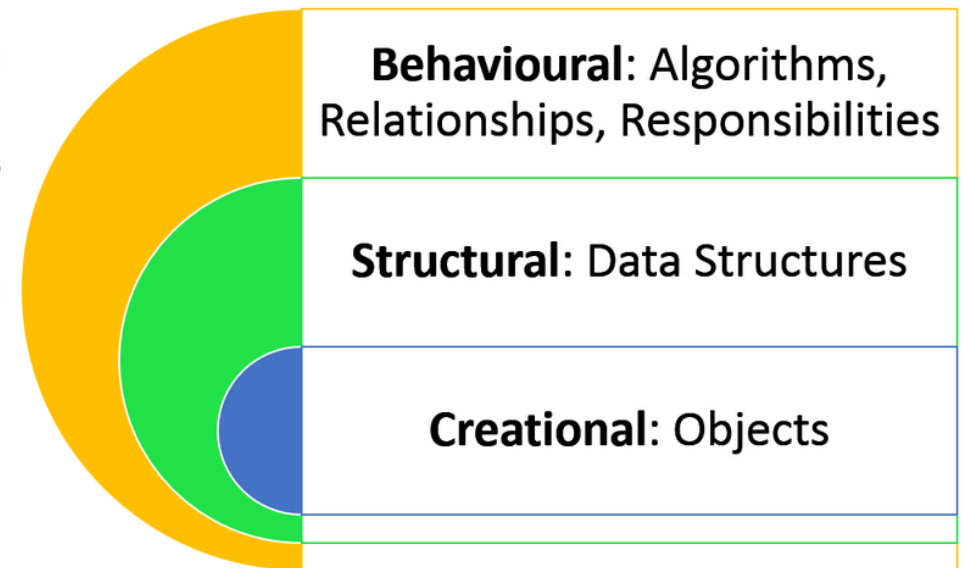 Behavioural: Algorithms,
Relationships, Responsibilities
Structural: Data Structures
Creational: Objects